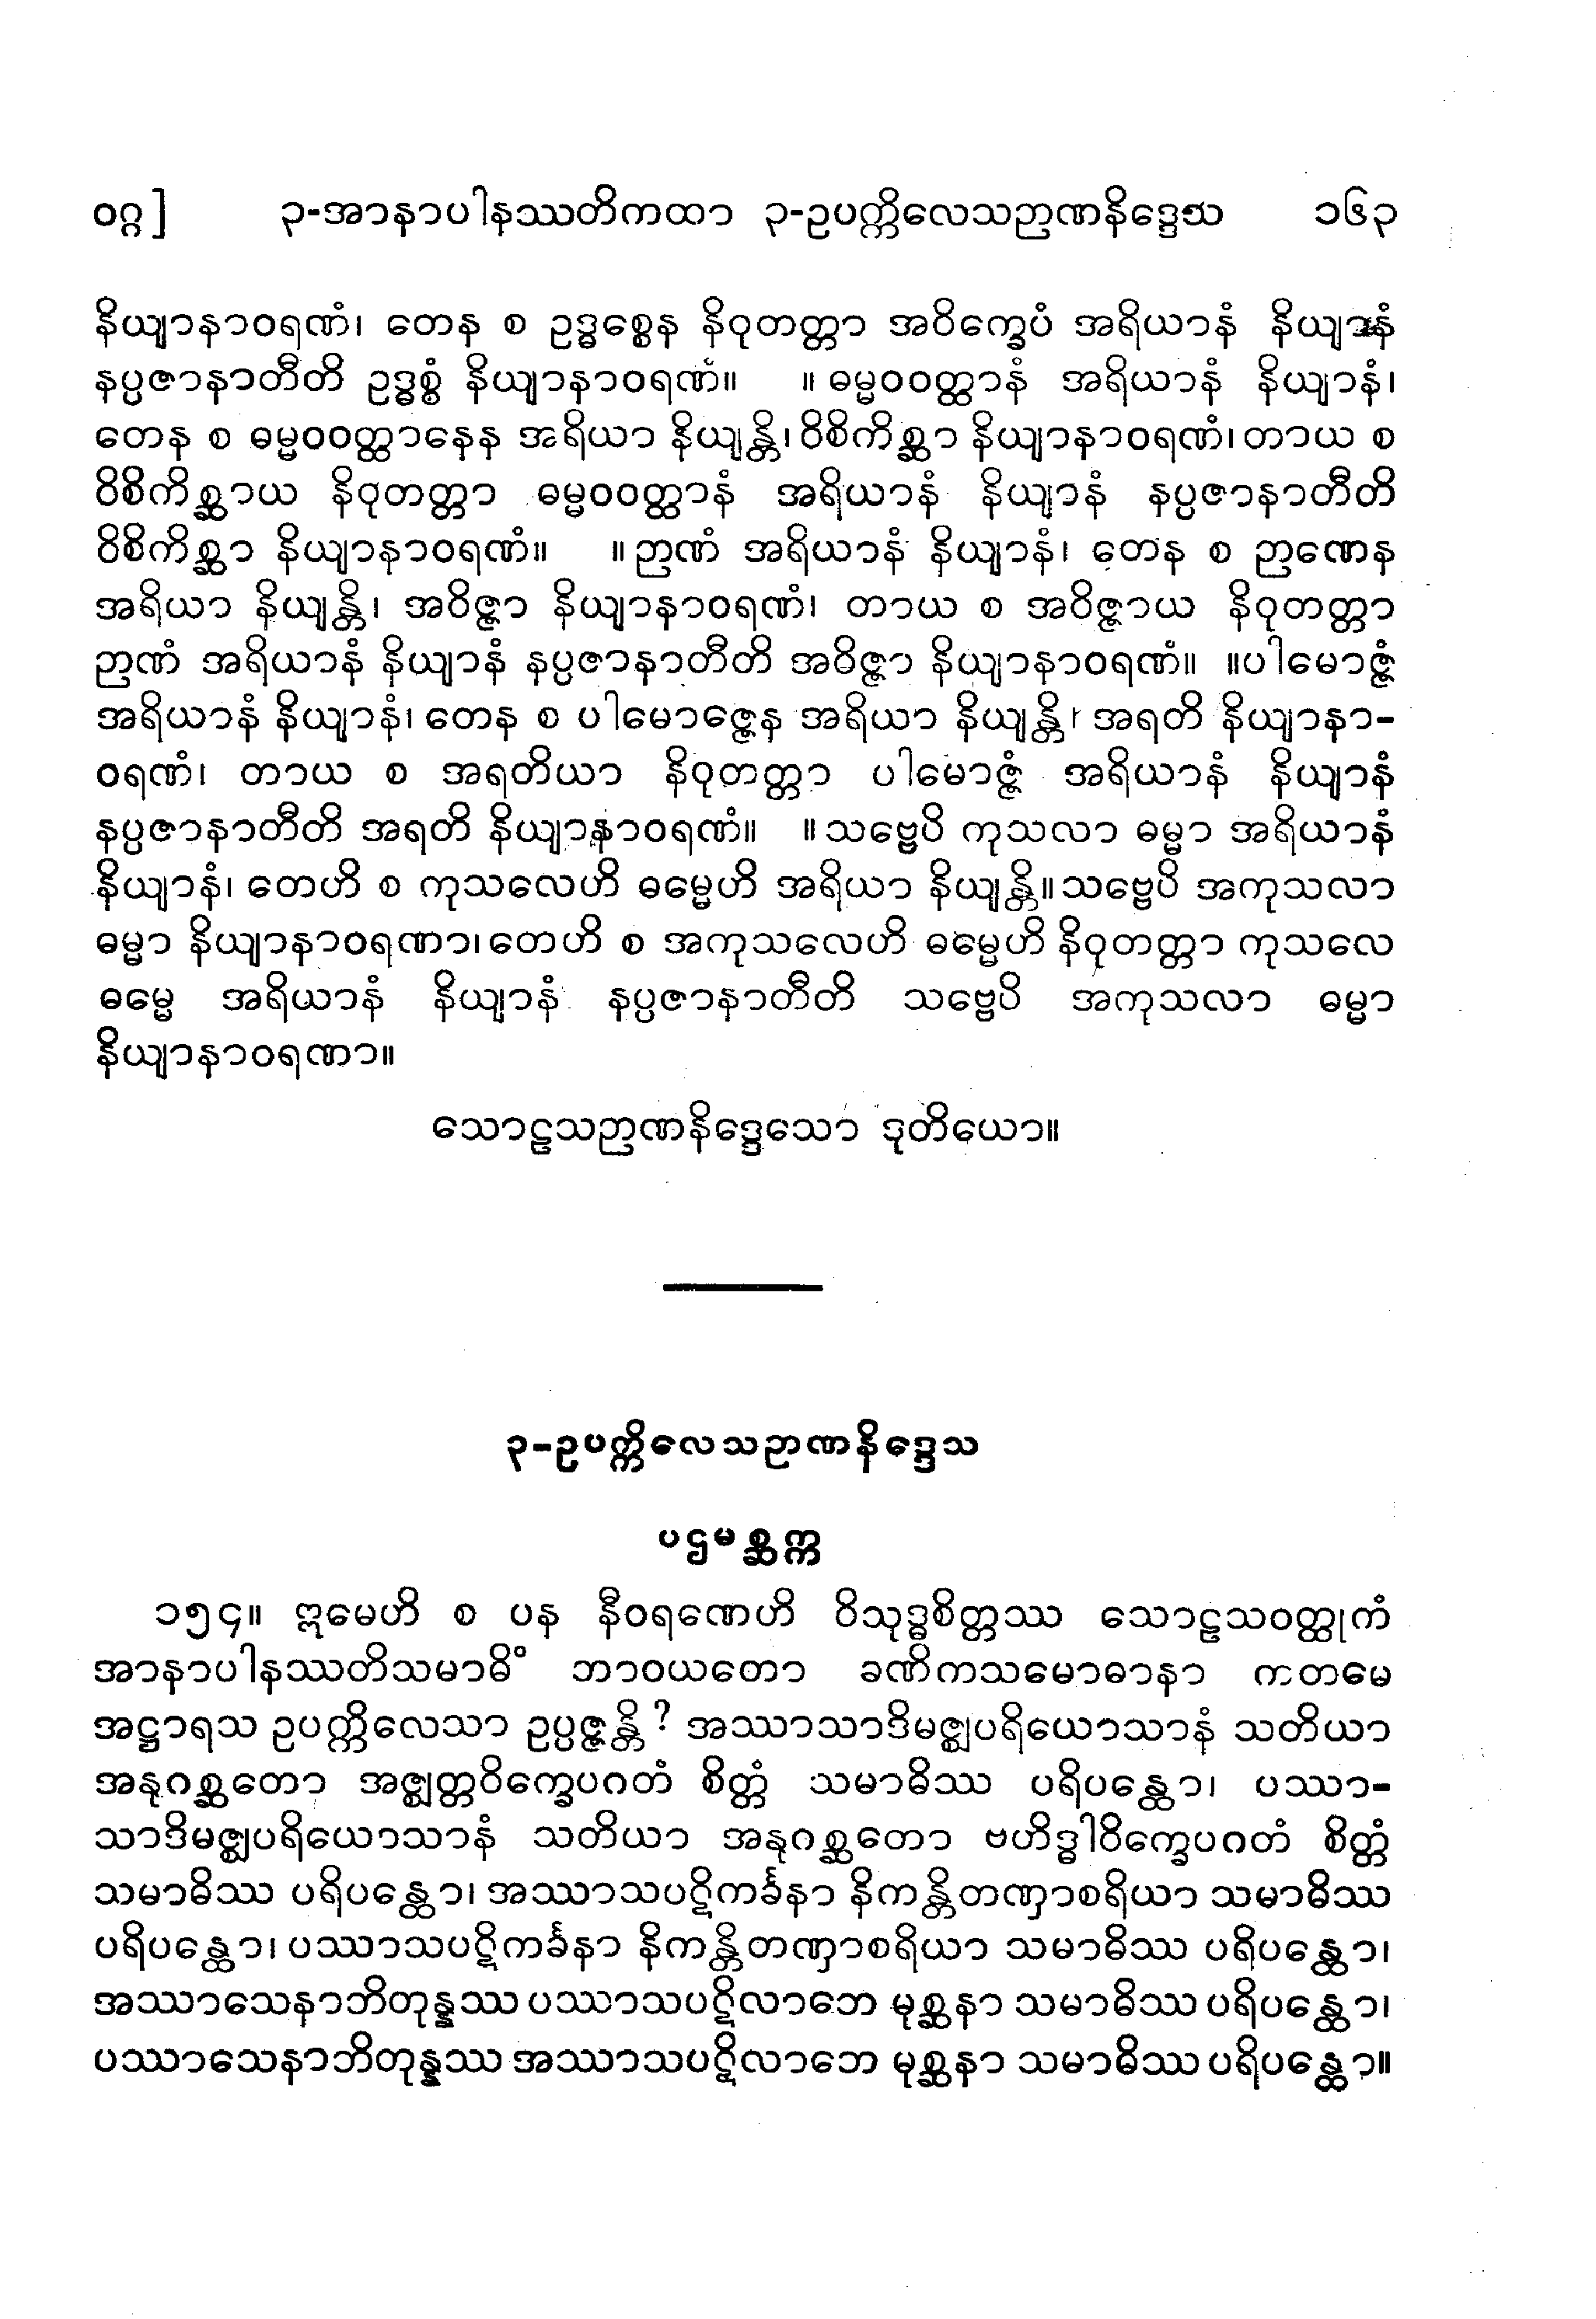 ဝဂ္ဂ] ၃-အာနာပါနဿတိကထာ ၃-ဥပက္ကိလေသဉာဏနိဒ္ဒေသ ၁၆၃
နိယျာနာဝရဏံ၊ တေန စ ဥဒ္ဓစ္စေန နိဝုတတ္တာ အဝိက္ခေပံ အရိယာနံ နိယျာနံ
နပ္ပဇာနာတီတိ ဥဒ္ဓစ္စံ နိယျာနာဝရဏံ။ ။ ဓမ္မဝဝတ္ထာနံ အရိယာနံ နိယျာနံ၊
တေန စ ဓမ္မဝဝတ္ထာနေန အရိယာ နိယျန္တိ၊ ဝိစိကိစ္ဆာ နိယျာနာဝရဏံ၊ တာယ စ
ဝိစိကိစ္ဆာယ နိဝုတတ္တာ ဓမ္မဝဝတ္ထာနံ အရိယာနံ နိယျာနံ နပ္ပဇာနာတီတိ
ဝိစိကိစ္ဆာ နိယျာနာဝရဏံ။ ။ ဉာဏံ အရိယာနံ နိယျာနံ၊ တေန စ ဉာဏေန
အရိယာ နိယျန္တိ၊ အဝိဇ္ဇာ နိယျာနာဝရဏံ၊ တာယ စ အဝိဇ္ဇာယ နိဝုတတ္တာ
ဉာဏံ အရိယာနံ နိယျာနံ နပ္ပဇာနာတီတိ အဝိဇ္ဇာ နိယျာနာဝရဏံ။ ။ပါမောဇ္ဇံ
အရိယာနံ နိယျာနံ၊ တေန စ ပါမောဇ္ဇေန အရိယာ နိယျန္တိ၊ အရတိ နိယျာနာ-
ဝရဏံ၊ တာယ စ အရတိယာ နိဝုတတ္တာ ပါမောဇ္ဇံ အရိယာနံ နိယျာနံ
နပ္ပဇာနာတီတိ အရတိ နိယျာနာဝရဏံ။ ။ သဗ္ဗေပိ ကုသလာ ဓမ္မာ အရိယာနံ
နိယျာနံ၊ တေဟိ စ ကုသလေဟိ ဓမ္မေဟိ အရိယာ နိယျန္တိ။ သဗ္ဗေပိ အကုသလာ
ဓမ္မာ နိယျာနာဝရဏာ၊ တေဟိ စ အကုသလေဟိ ဓမ္မေဟိ နိဝုတတ္တာ ကုသလေ
ဓမ္မေ အရိယာနံ နိယျာနံ နပ္ပဇာနာတီတိ သဗ္ဗေပိ အကုသလာ ဓမ္မာ
နိယျာနာဝရဏာ။
သောဠသဉာဏနိဒ္ဒေသော ဒုတိယော။
၃-ဥပက္ကိလေသဉာဏနိဒ္ဒေသ
ပဌမစ္ဆက္က
၁၅၄။ ဣမေဟိ စ ပန နီဝရဏေဟိ ဝိသုဒ္ဓစိတ္တဿ သောဠသဝတ္ထုကံ
အာနာပါနဿတိသမာဓိံ ဘာဝယတော ခဏိကသမောဓာနာ ကတမေ
အဋ္ဌာရသ ဥပက္ကိလေသာ ဥပ္ပဇ္ဇန္တိ? အဿာသာဒိမဇ္ဈပရိယောသာနံ သတိယာ
အနုဂစ္ဆတော အဇ္ဈတ္တဝိက္ခေပဂတံ စိတ္တံ သမာဓိဿ ပရိပန္ထော၊ ပဿာ-
သာဒိမဇ္ဈပရိယောသာနံ သတိယာ အနုဂစ္ဆတော ဗဟိဒ္ဓါဝိက္ခေပဂတံ စိတ္တံ
သမာဓိဿ ပရိပန္ထော၊ အဿာသပဋိကင်္ခနာ နိကန္တိတဏှာစရိယာ သမာဓိဿ
ပရိပန္ထော၊ ပဿာသပဋိကင်္ခနာ နိကန္တိတဏှာစရိယာ သမာဓိဿ ပရိပန္ထော၊
အဿာသေနာဘိတုန္နဿ ပဿာသပဋိလာဘေ မုစ္ဆနာ သမာဓိဿ ပရိပန္ထော၊
ပဿာသေနာဘိတုန္နဿ အဿာသပဋိလာဘေ မုစ္ဆနာ သမာဓိဿ ပရိပန္ထော။